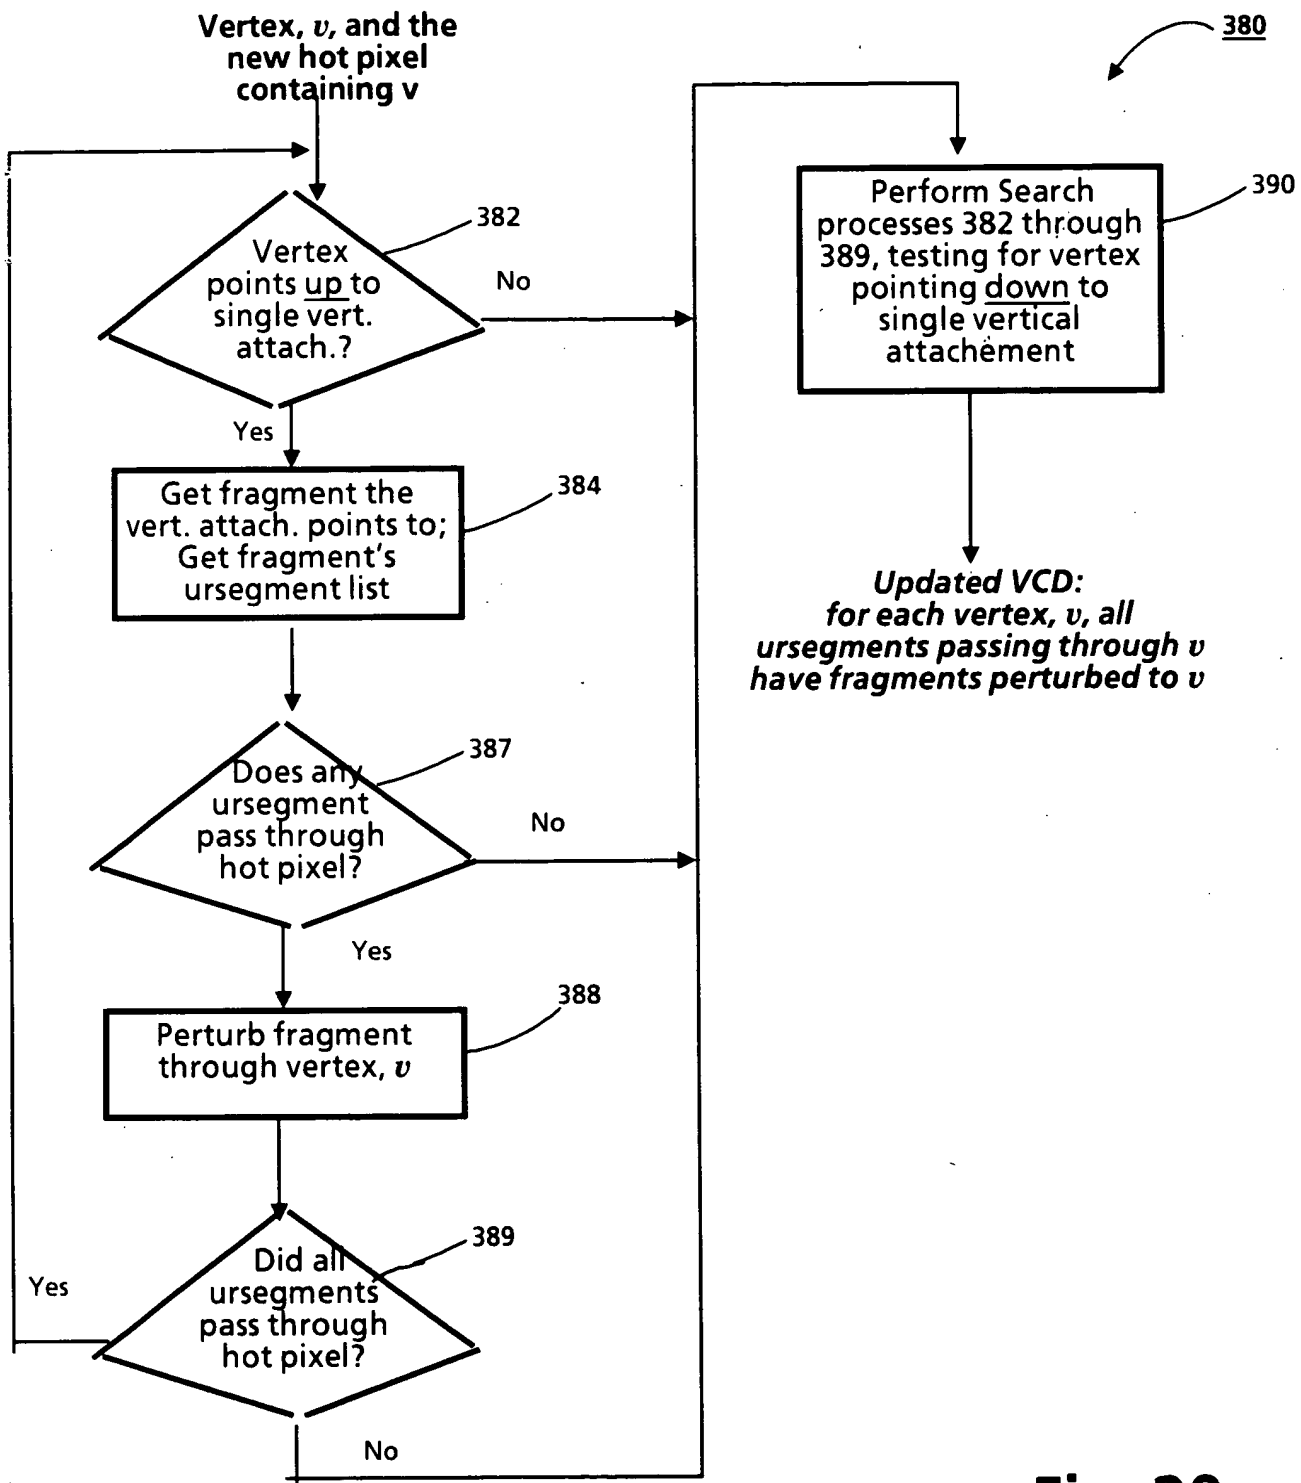 Vertex, v, and the
new hot pixel
containing v
380
382
Vertex
points up to
single vert.
attach.?
No
Yes
384
Get fragment the
vert. attach. points to;
Get fragment's
ursegment list
387
Does any
ursegment
pass through
hot pixel?
No
Yes
388
Perturb fragment
through vertex, v
389
Did all
ursegments
pass through
hot pixel?
Yes
No
390
Perform Search
processes 382 through
389, testing for vertex
pointing down to
single vertical
attachement
Updated VCD:
for each vertex, v, all
ursegments passing through v
have fragments perturbed to v